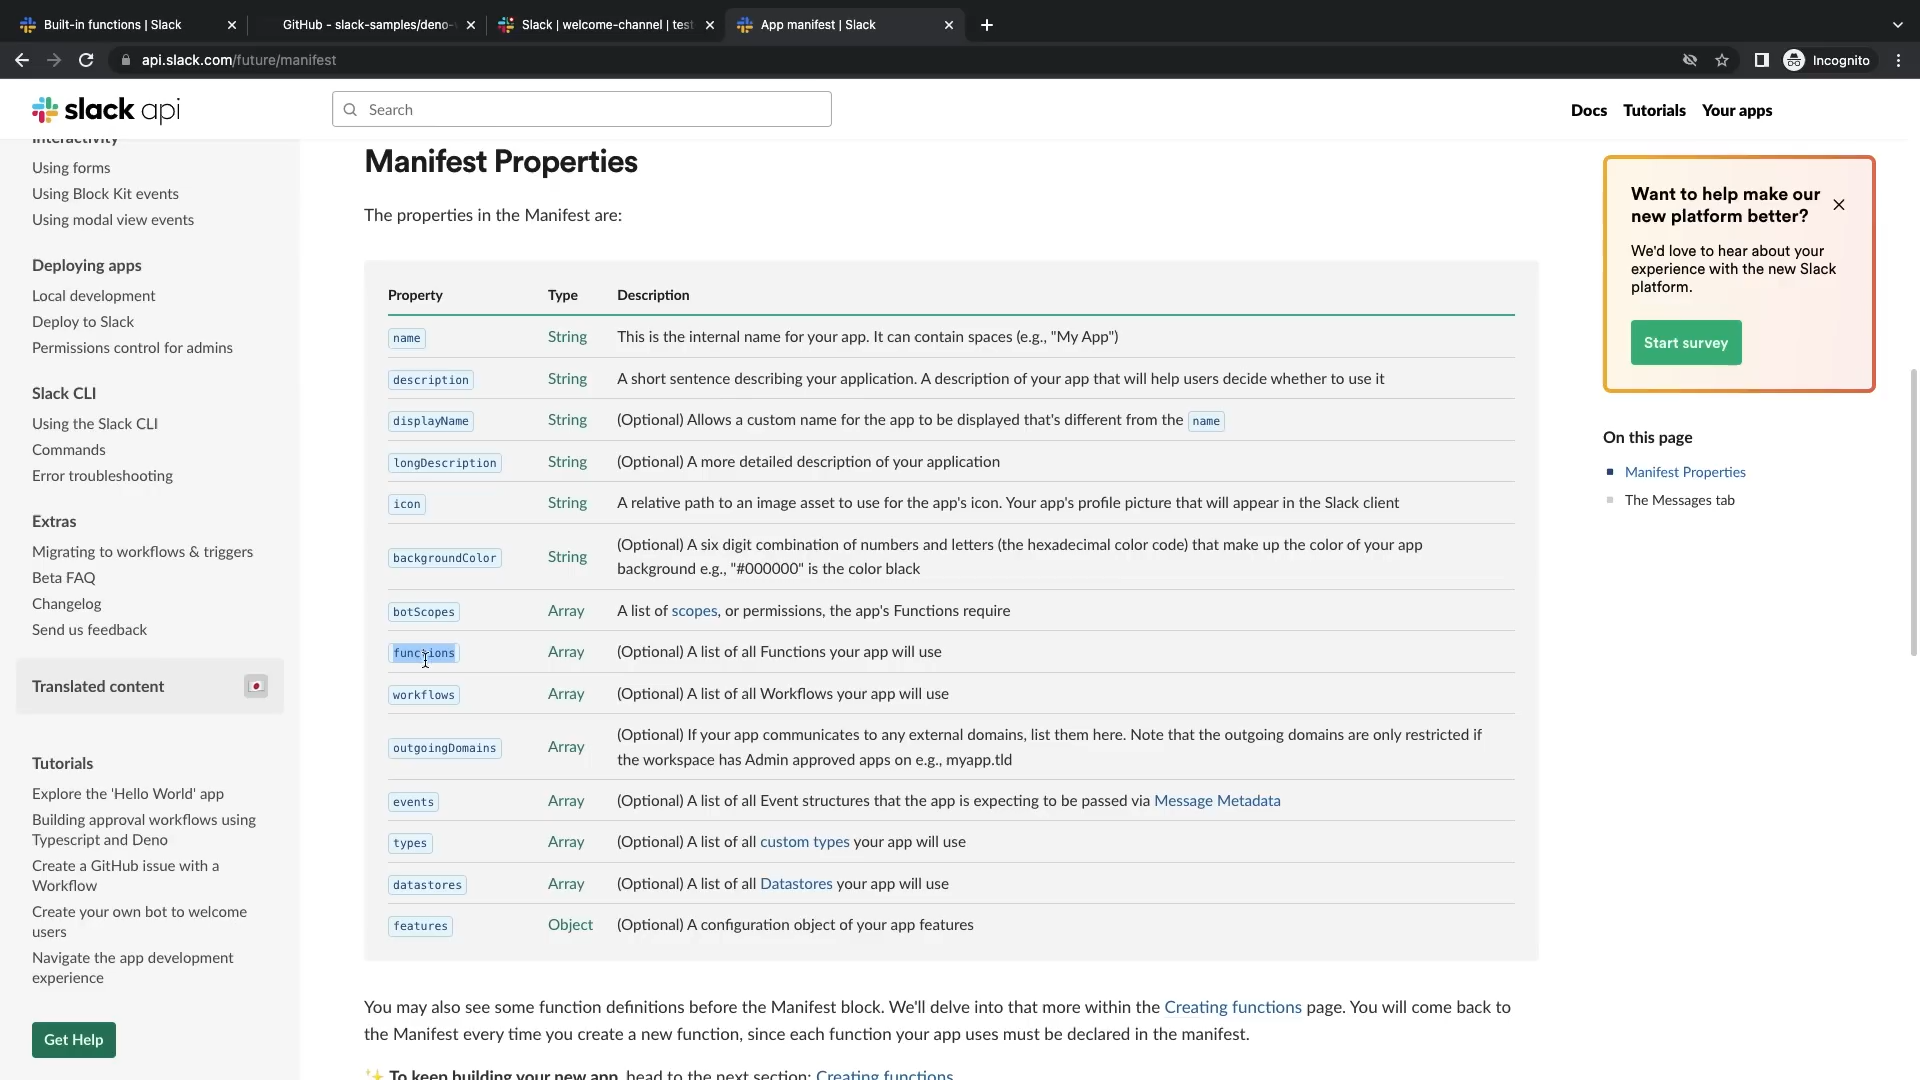 Built-in functions | Slack
GitHub - slack-samples/deno-
Slack | welcome-channel | test
App manifest | Slack
api.slack.com/future/manifest
Incognito
slack api
Search
Docs
Tutorials
Your apps
Interactivity
Using forms
Using Block Kit events
Using modal view events
Deploying apps
Local development
Deploy to Slack
Permissions control for admins
Slack CLI
Using the Slack CLI
Commands
Error troubleshooting
Extras
Migrating to workflows & triggers
Beta FAQ
Changelog
Send us feedback
Translated content
Tutorials
Explore the 'Hello World' app
Building approval workflows using
Typescript and Deno
Create a GitHub issue with a
Workflow
Create your own bot to welcome
users
Navigate the app development
experience
Get Help
Manifest Properties
The properties in the Manifest are:
Property Type Description
name String This is the internal name for your app. It can contain spaces (e.g., "My App")
description String A short sentence describing your application. A description of your app that will help users decide whether to use it
displayName String (Optional) Allows a custom name for the app to be displayed that's different from the name
longDescription String (Optional) A more detailed description of your application
icon String A relative path to an image asset to use for the app's icon. Your app's profile picture that will appear in the Slack client
backgroundColor String (Optional) A six digit combination of numbers and letters (the hexadecimal color code) that make up the color of your app
background e.g., "#000000" is the color black
botScopes Array A list of scopes, or permissions, the app's Functions require
functions Array (Optional) A list of all Functions your app will use
workflows Array (Optional) A list of all Workflows your app will use
outgoingDomains Array (Optional) If your app communicates to any external domains, list them here. Note that the outgoing domains are only restricted if
the workspace has Admin approved apps on e.g., myapp.tld
events Array (Optional) A list of all Event structures that the app is expecting to be passed via Message Metadata
types Array (Optional) A list of all custom types your app will use
datastores Array (Optional) A list of all Datastores your app will use
features Object (Optional) A configuration object of your app features
You may also see some function definitions before the Manifest block. We'll delve into that more within the Creating functions page. You will come back to
the Manifest every time you create a new function, since each function your app uses must be declared in the manifest.
✨ To keep building your new app, head to the next section: Creating functions
Want to help make our
new platform better?
We'd love to hear about your
experience with the new Slack
platform.
Start survey
On this page
Manifest Properties
The Messages tab